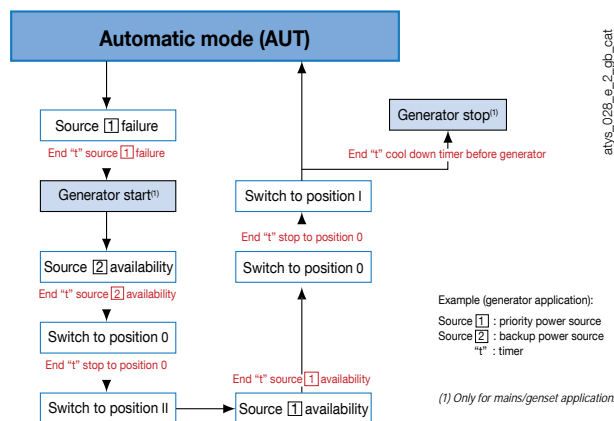 Automatic mode (AUT)
Source 1 failure
End “t” source 1 failure
Generator start(1)
Source 2 availability
End “t” source 2 availability
Switch to position 0
End “t” stop to position 0
Switch to position II
Source 1 availability
End “t” source 1 availability
Switch to position 0
End “t” stop to position 0
Switch to position I
End “t” cool down timer before generator
Generator stop(1)
Example (generator application):
Source 1 : priority power source
Source 2 : backup power source
“t” : timer
(1) Only for mains/genset application
atys_028_e_2_gb_cat